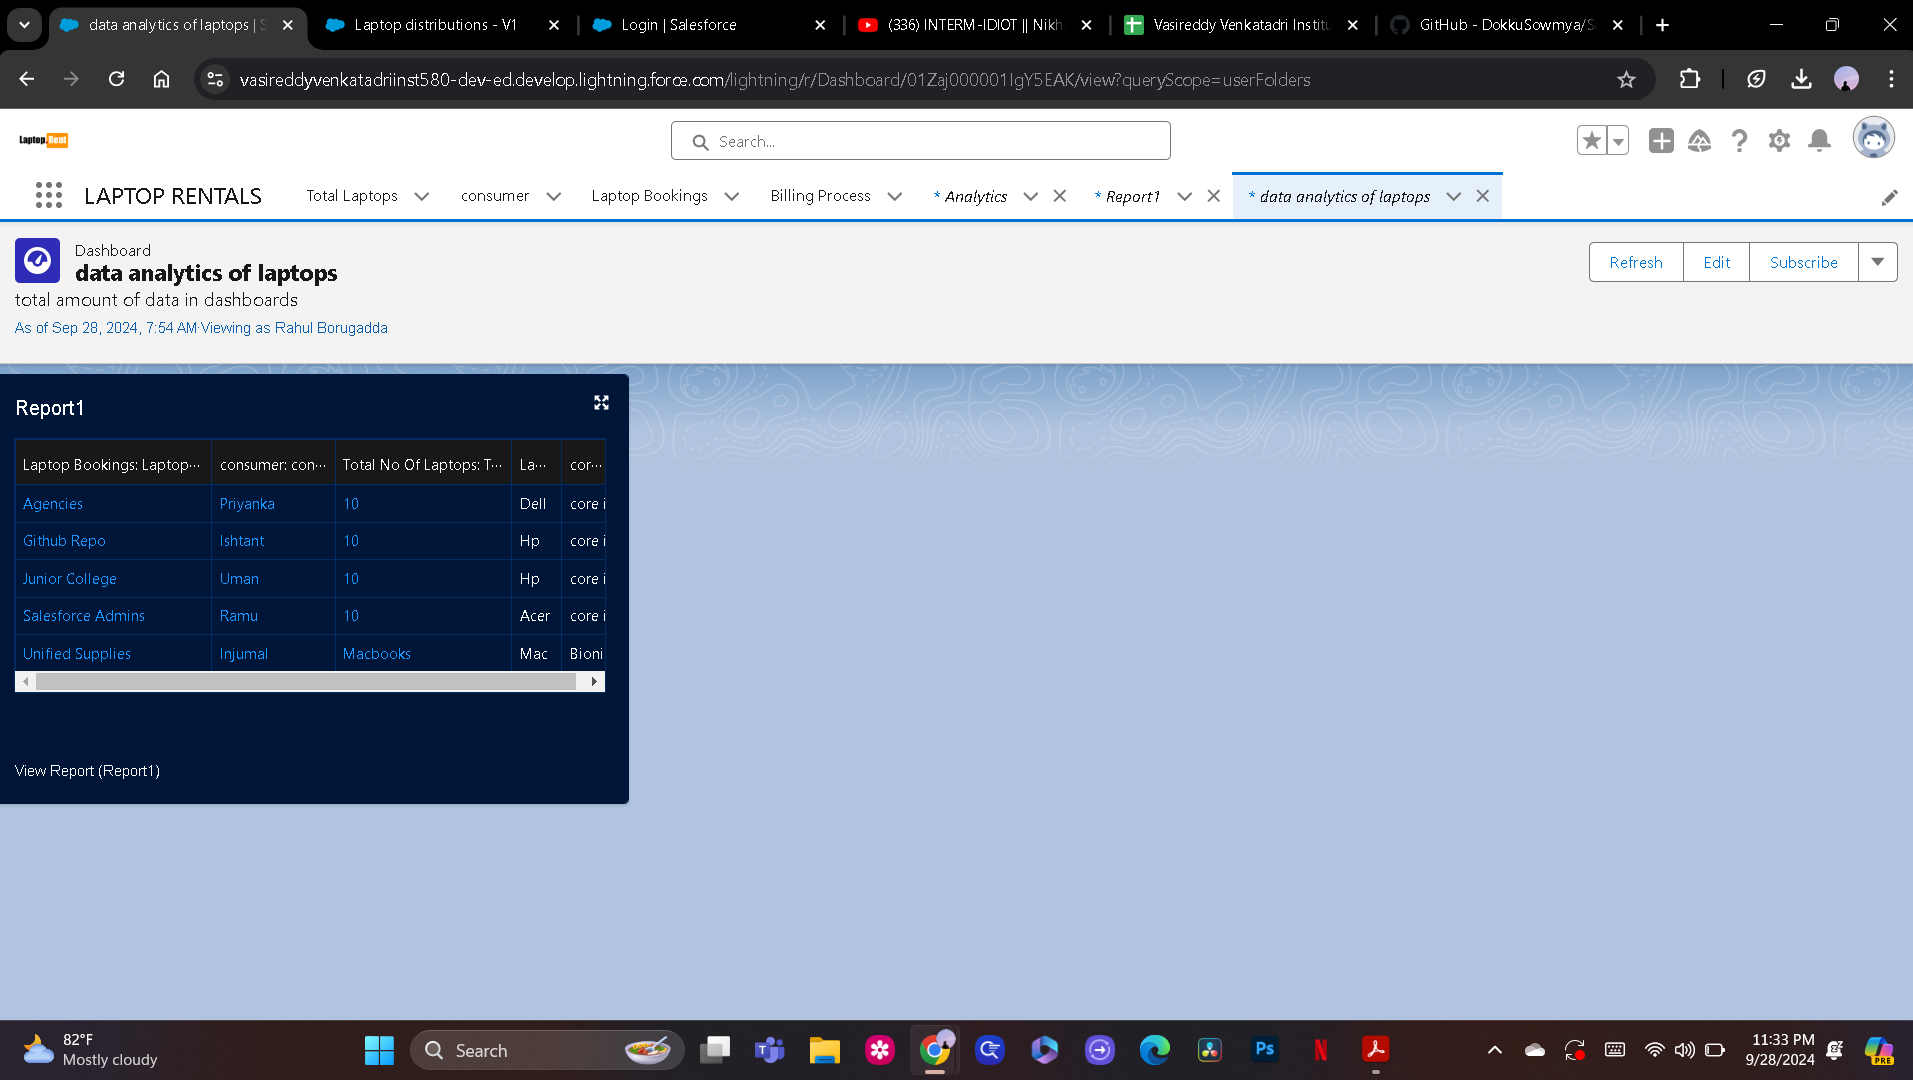 data analytics of laptops | S
Laptop distributions - V1
Login | Salesforce
(336) INTERM-IDIOT || Nikhi
Vasireddy Venkatadri Institu
GitHub - DokkuSowmya/S
vasireddyvenkatadriinst580-dev-ed.develop.lightning.force.com/lightning/r/Dashboard/01Zaj000001IgY5EAK/view?queryScope=userFolders
Laptop.Rent
Search...
LAPTOP RENTALS
Total Laptops
consumer
Laptop Bookings
Billing Process
* Analytics
* Report1
* data analytics of laptops
Dashboard
data analytics of laptops
total amount of data in dashboards
As of Sep 28, 2024, 7:54 AM·Viewing as Rahul Borugadda
Refresh
Edit
Subscribe
Report1
Laptop Bookings: Laptop... consumer: con... Total No Of Laptops: T... La... cor...
Agencies Priyanka 10 Dell core i
Github Repo Ishtant 10 Hp core i
Junior College Uman 10 Hp core i
Salesforce Admins Ramu 10 Acer core i
Unified Supplies Injumal Macbooks Mac Bioni
View Report (Report1)
82°F
Mostly cloudy
Search
Ps
PRE
11:33 PM
9/28/2024